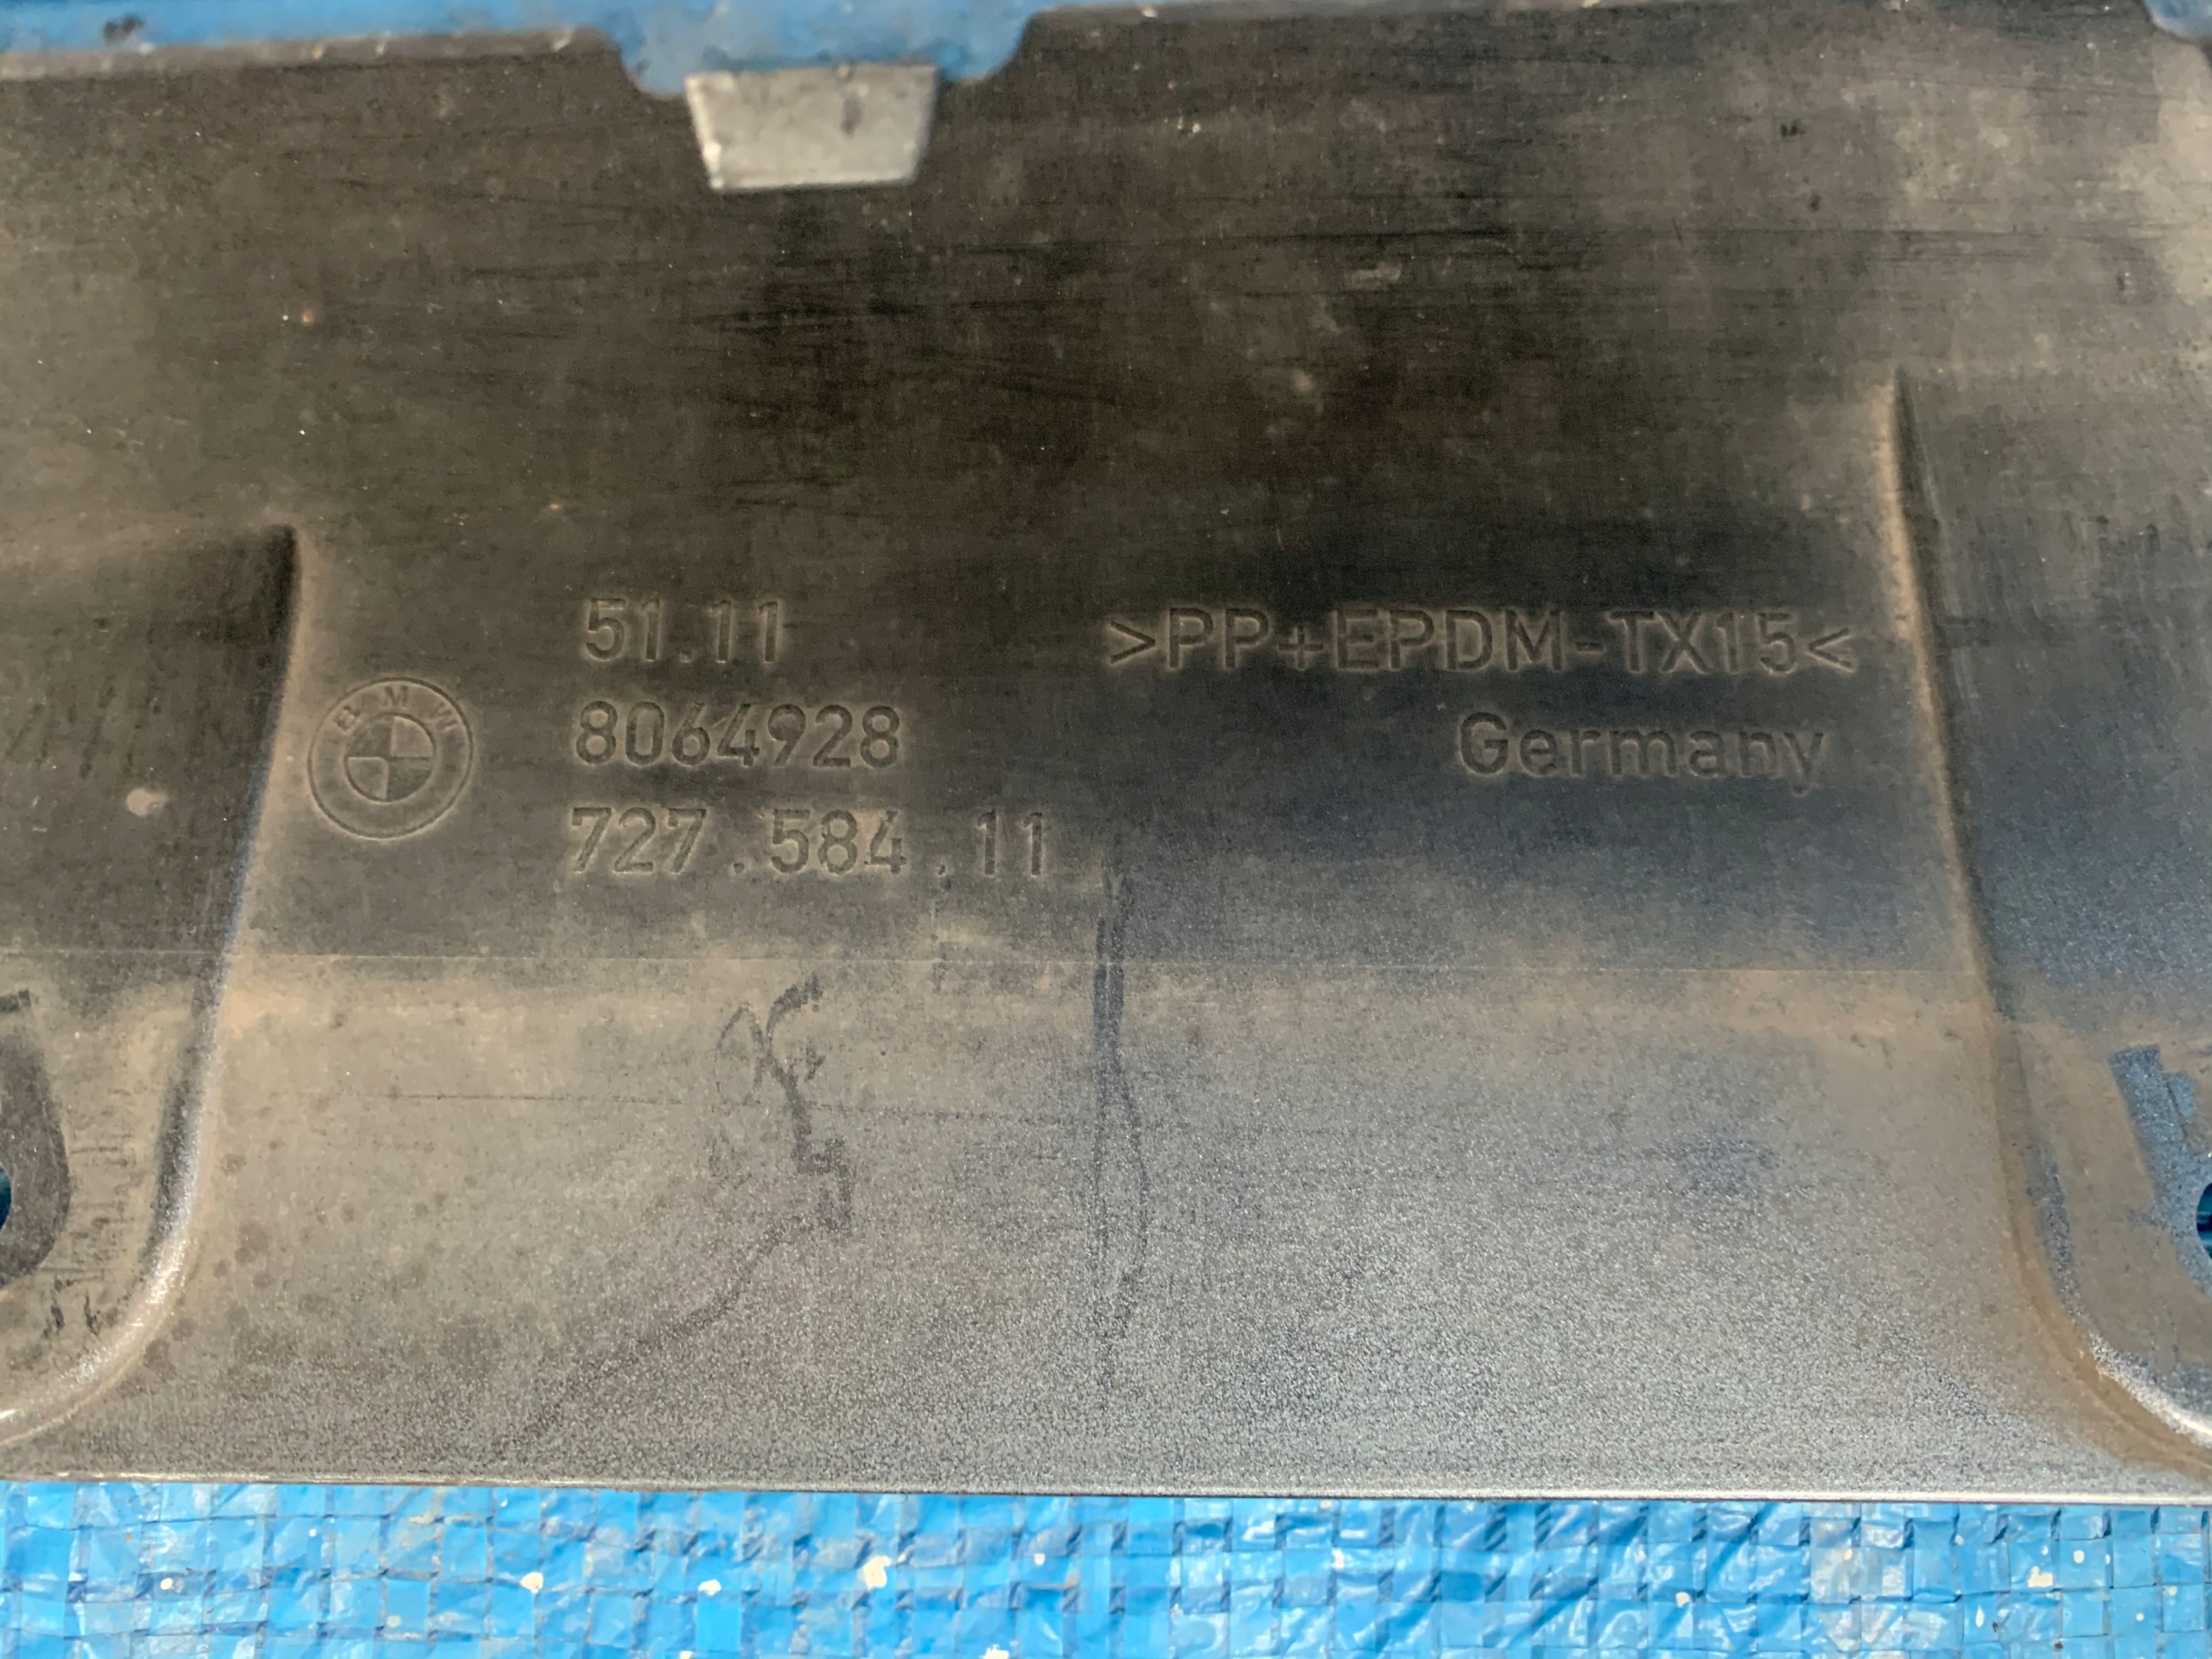 51.11
8064928
727.584.11
BMW
>PP+EPDM-TX15<
Germany